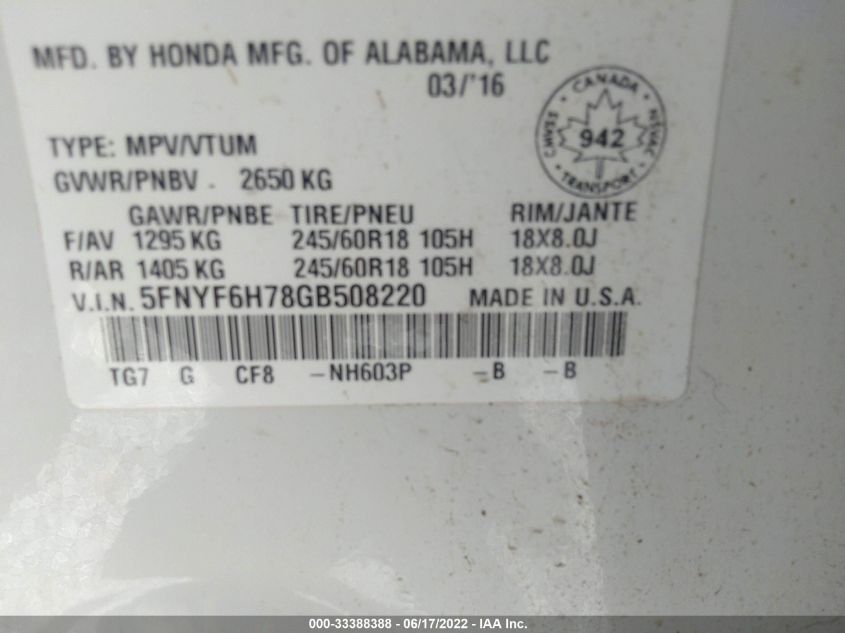 MFD. BY HONDA MFG. OF ALABAMA, LLC
03/'16
CANADA
CMVSS 942 NSVAC
TRANSPORT
TYPE: MPV/VTUM
GVWR/PNBV . 2650 KG
GAWR/PNBE TIRE/PNEU RIM/JANTE
F/AV 1295 KG 245/60R18 105H 18X8.0J
R/AR 1405 KG 245/60R18 105H 18X8.0J
V.I.N. 5FNYF6H78GB508220 MADE IN U.S.A.
TG7 G CF8 -NH603P -B -B
000-33388388 - 06/17/2022 - IAA Inc.